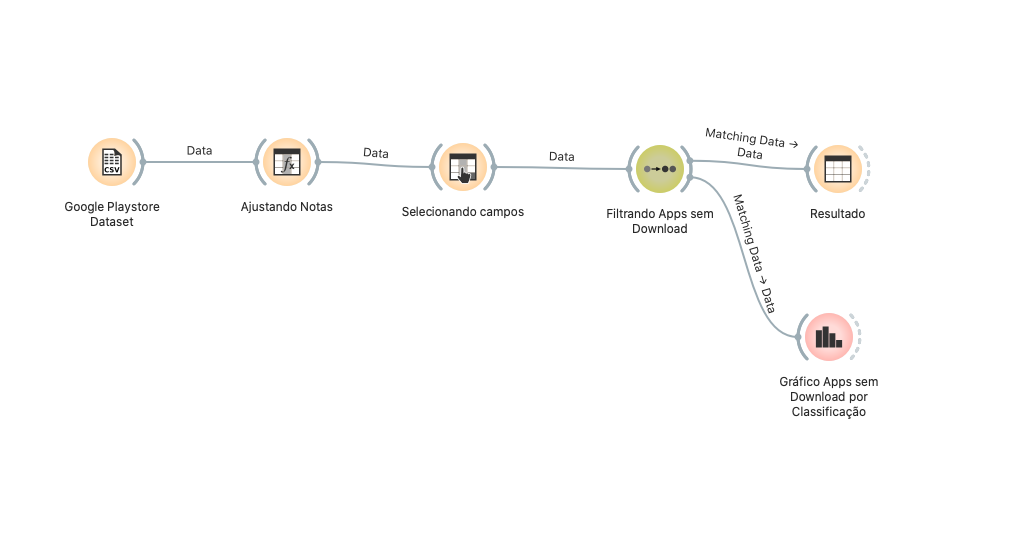 Data
Data
Data
Matching Data →
Data
CSV
fx
Google Playstore
Dataset
Ajustando Notas
Selecionando campos
Filtrando Apps sem
Download
Resultado
Matching Data → Data
Gráfico Apps sem
Download por
Classificação